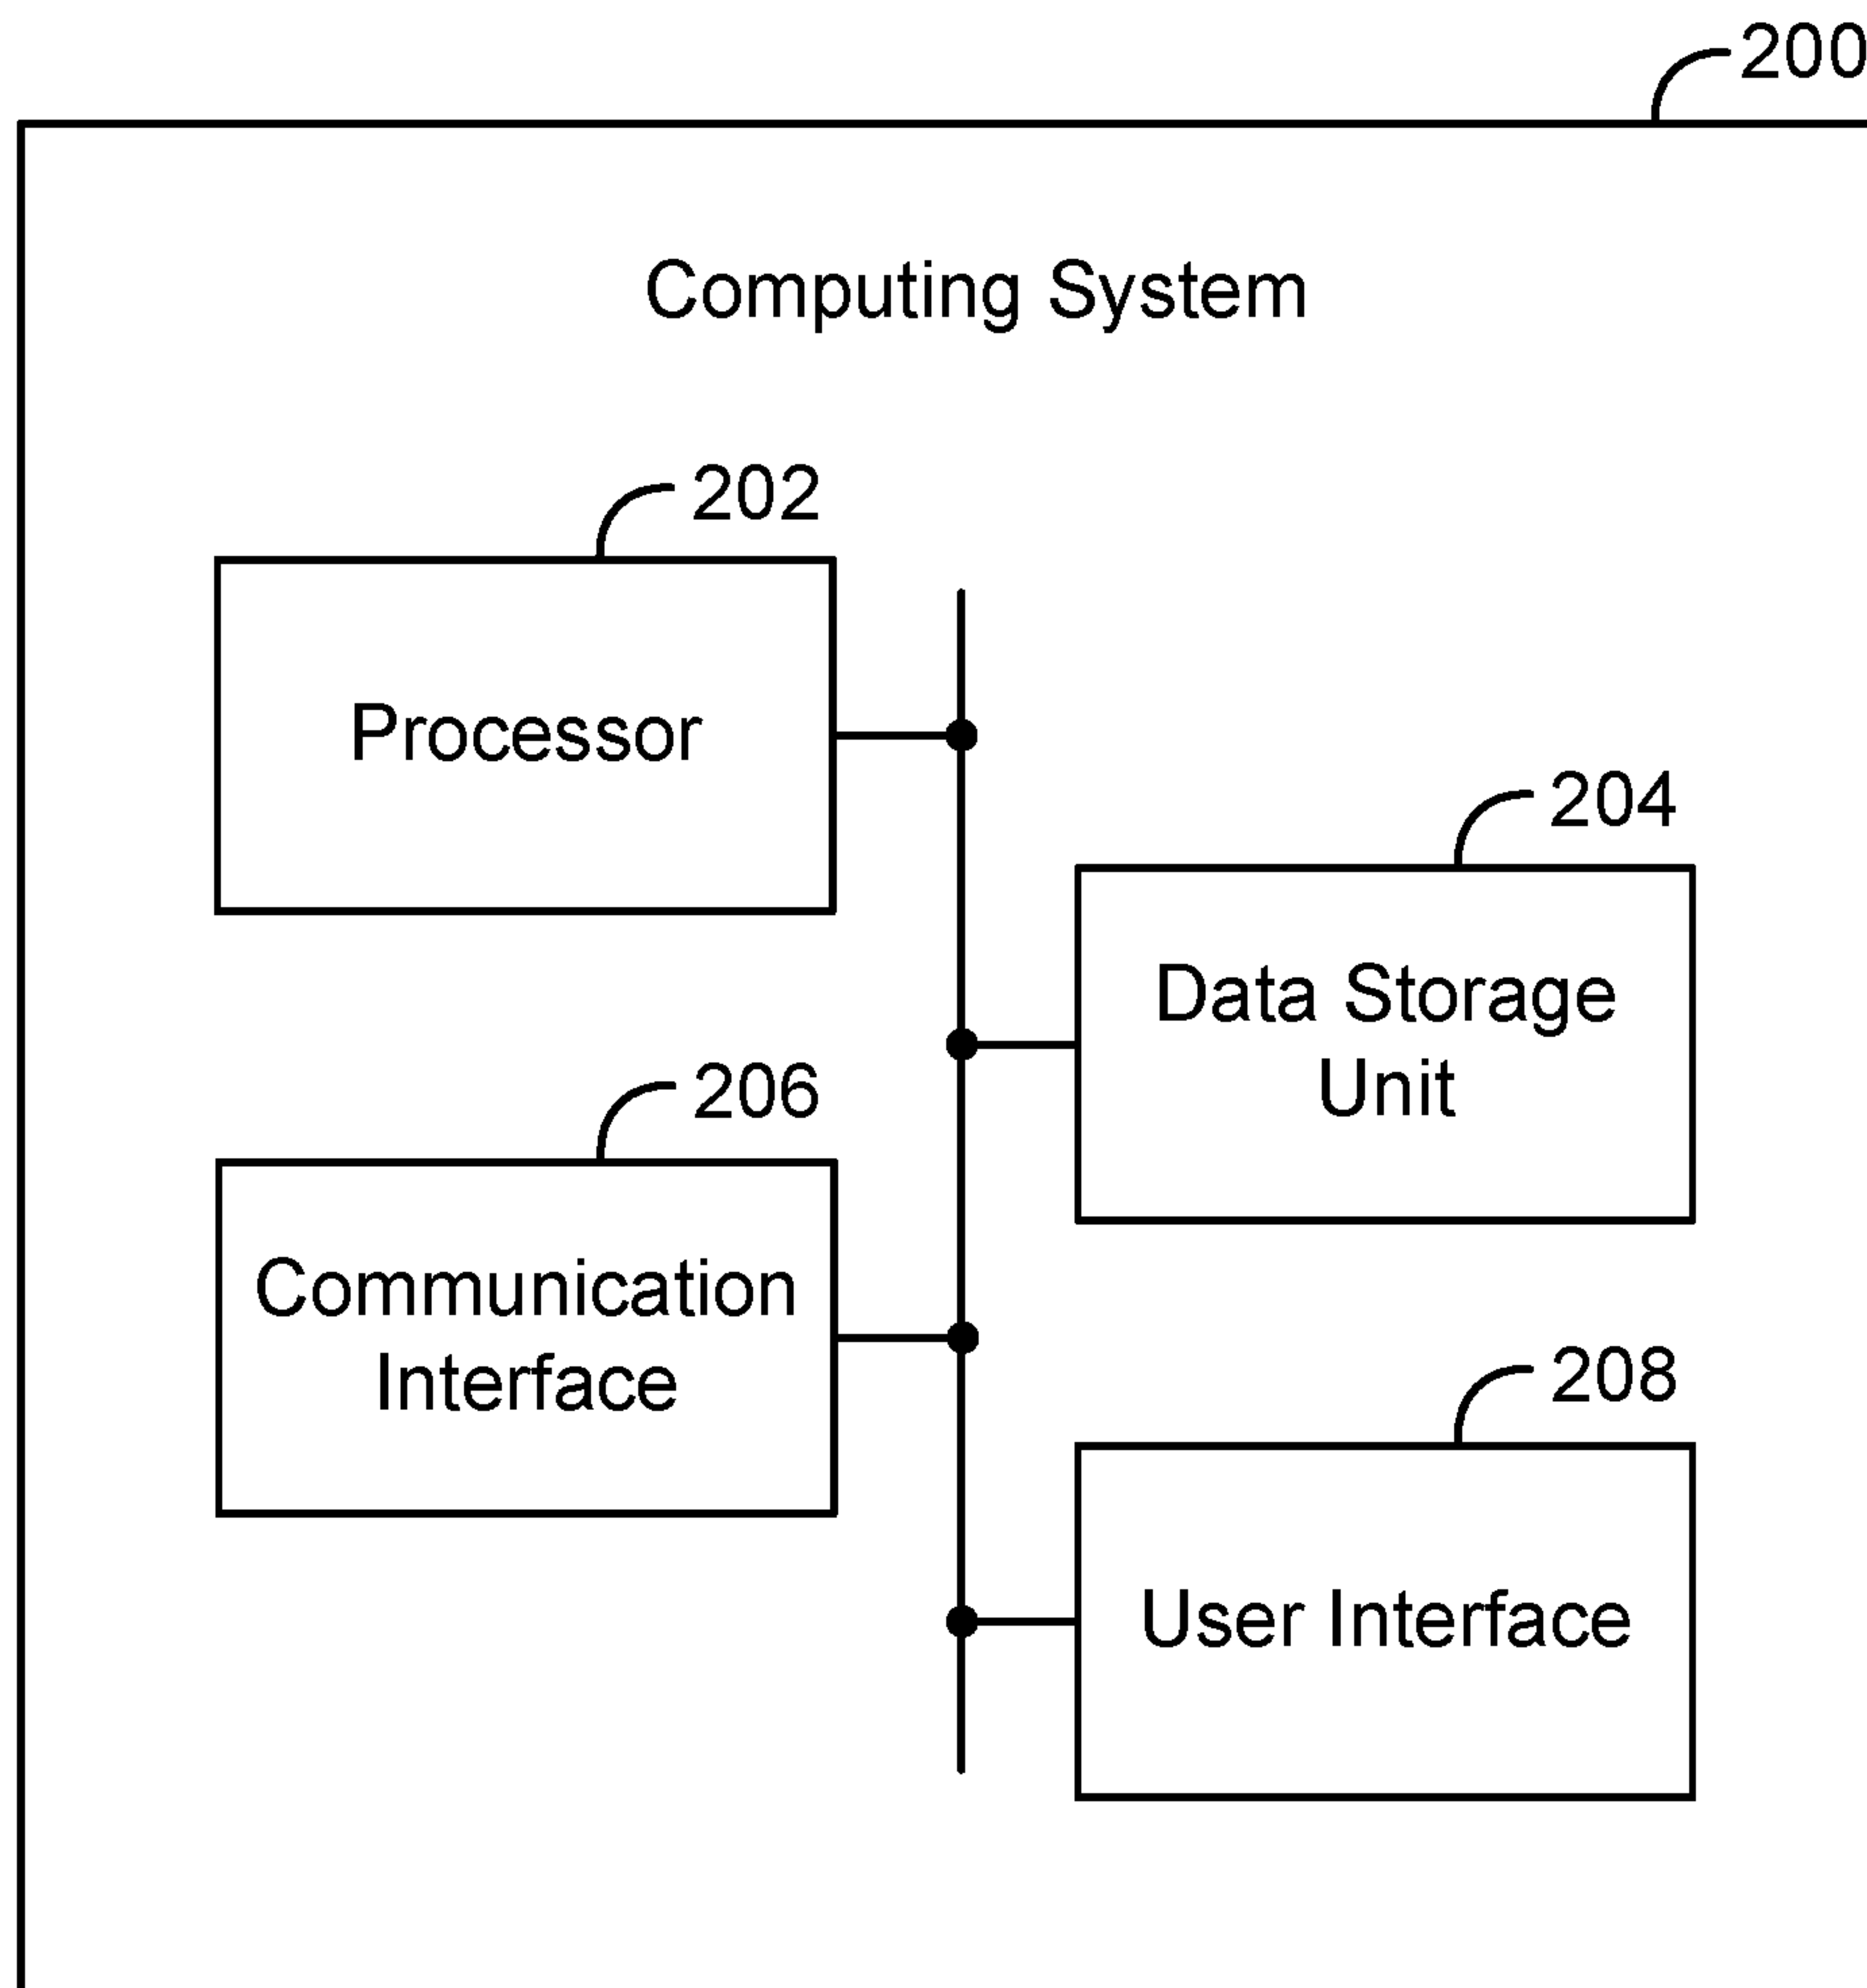 200
Computing System
202
Processor
204
Data Storage
Unit
206
Communication
Interface
208
User Interface